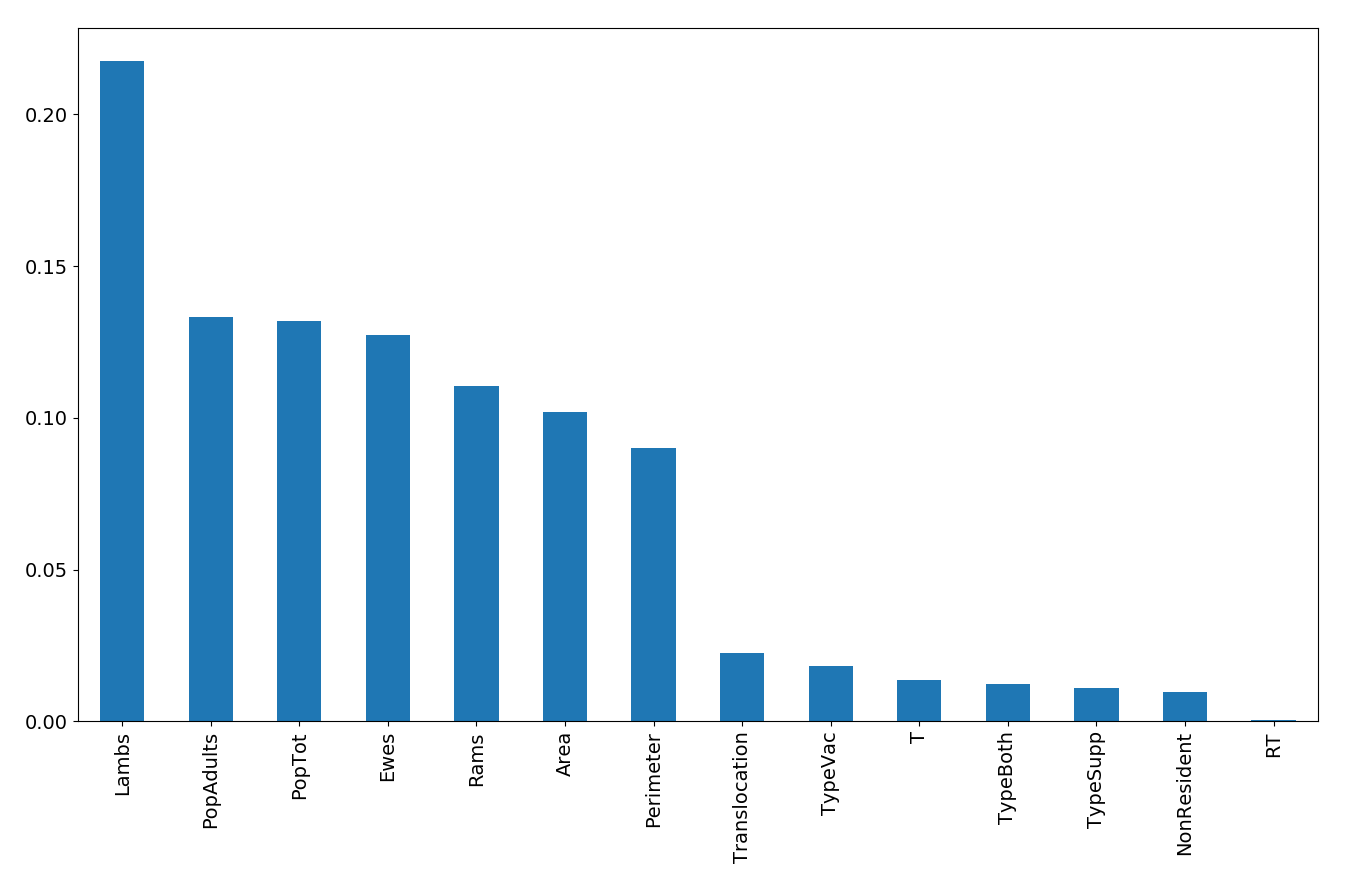 0.20
0.15
0.10
0.05
0.00
Lambs
PopAdults
PopTot
Ewes
Rams
Area
Perimeter
Translocation
TypeVac
T
TypeBoth
TypeSupp
NonResident
RT